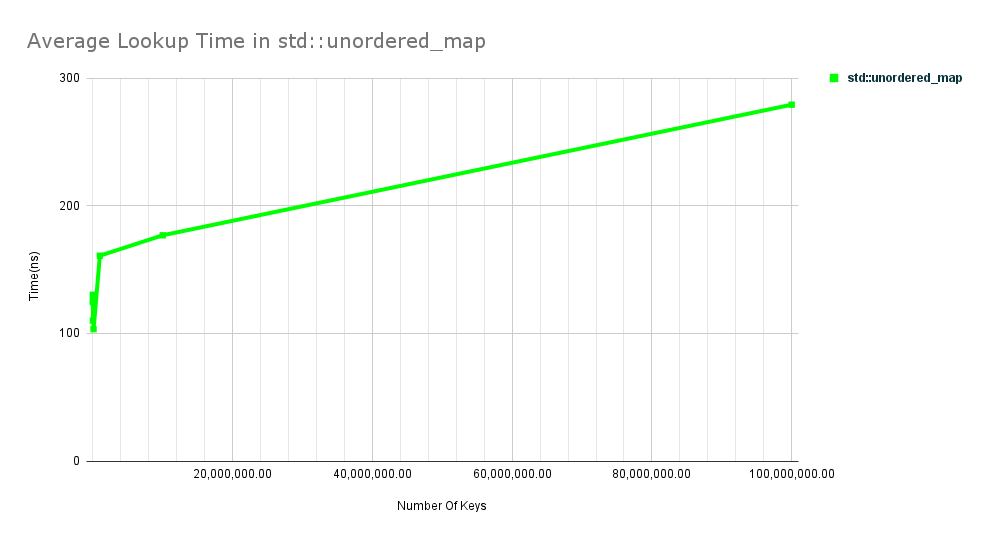 Average Lookup Time in std::unordered_map
std::unordered_map
300
200
100
0
Time(ns)
20,000,000.00 40,000,000.00 60,000,000.00 80,000,000.00 100,000,000.00
Number Of Keys